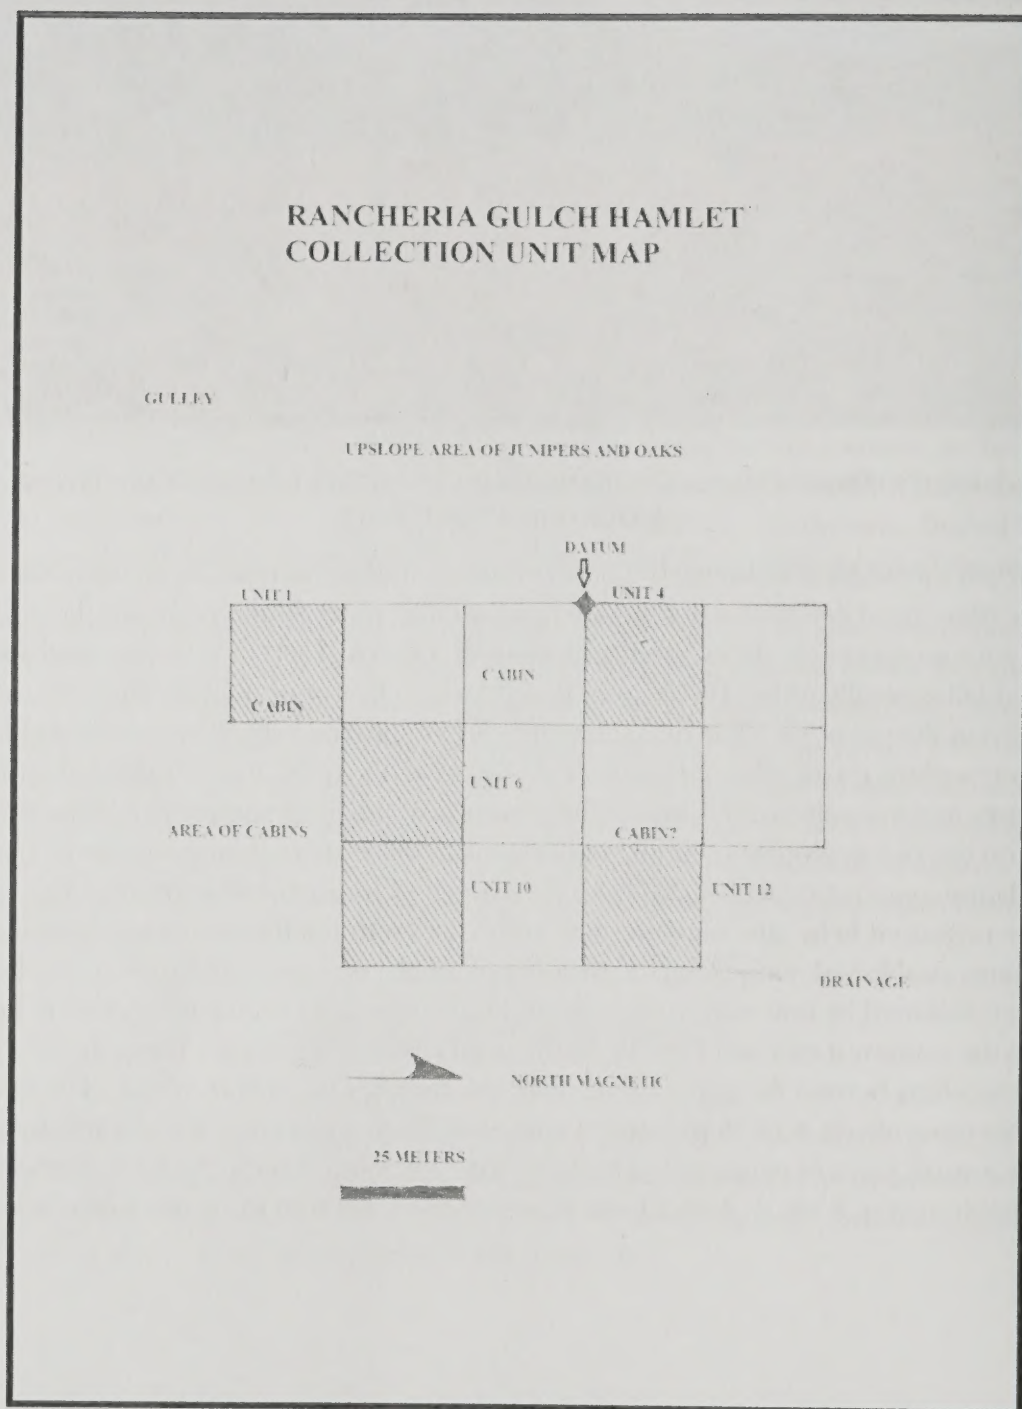 RANCHERIA GULCH HAMLET
COLLECTION UNIT MAP
GULLEY
UPSLOPE AREA OF JUNIPERS AND OAKS
DATUM
UNIT 1
UNIT 4
CABIN
CABIN
UNIT 6
AREA OF CABINS
CABIN?
UNIT 10
UNIT 12
DRAINAGE
NORTH MAGNETIC
25 METERS